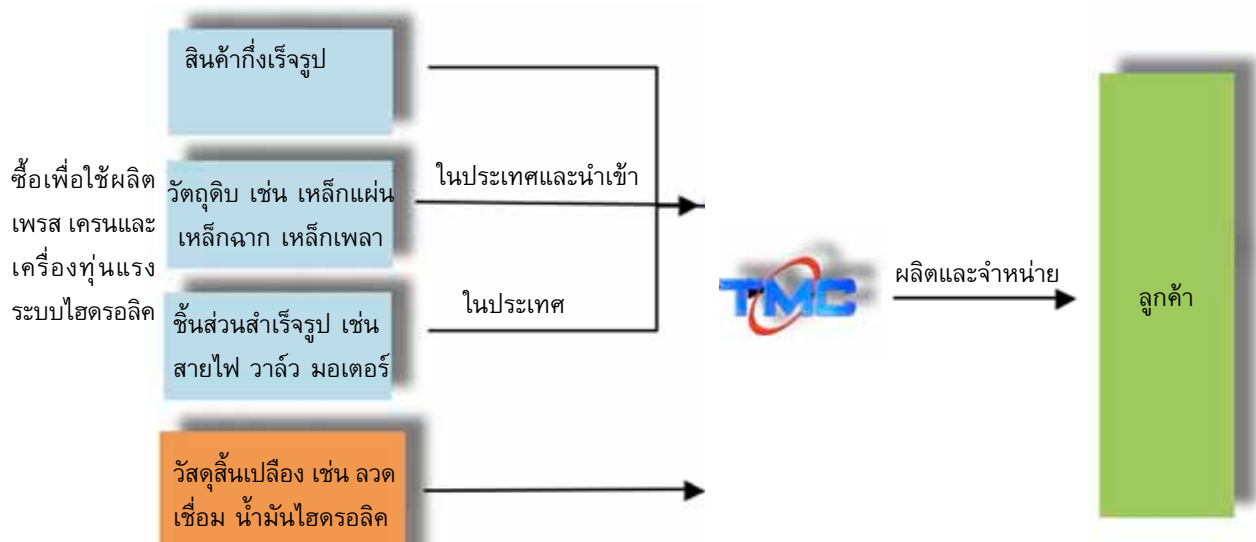 สินค้ากึ่งเร็จรูป
ซื้อเพื่อใช้ผลิต
เพรส เครนและ
เครื่องทุ่นแรง
ระบบไฮดรอลิค
วัตถุดิบ เช่น เหล็กแผ่น
เหล็กฉาก เหล็กเพลา
ในประเทศและนำเข้า
ชิ้นส่วนสำเร็จรูป เช่น
สายไฟ วาล์ว มอเตอร์
ในประเทศ
วัสดุสิ้นเปลือง เช่น ลวด
เชื่อม น้ำมันไฮดรอลิค
TMC
ผลิตและจำหน่าย
ลูกค้า